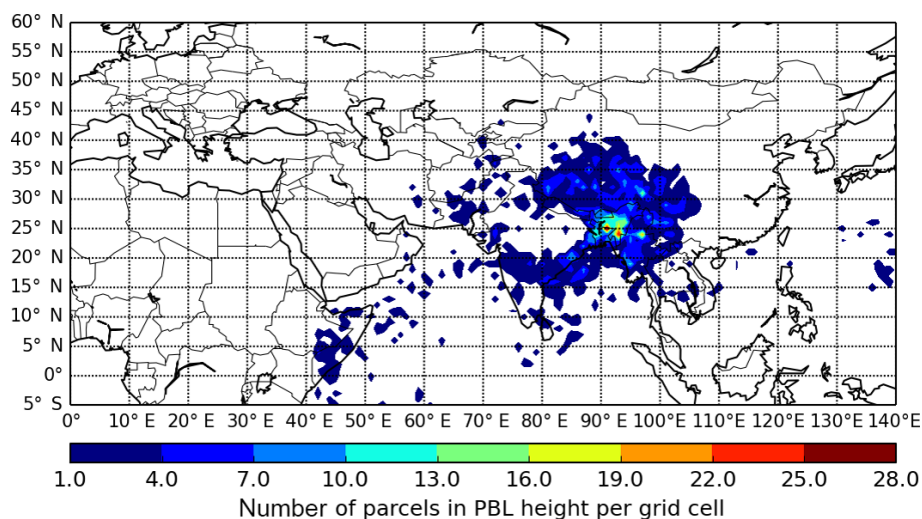 60° N
55° N
50° N
45° N
40° N
35° N
30° N
25° N
20° N
15° N
10° N
5° N
0°
5° S
0° 10° E 20° E 30° E 40° E 50° E 60° E 70° E 80° E 90° E 100° E 110° E 120° E 130° E 140° E
1.0 4.0 7.0 10.0 13.0 16.0 19.0 22.0 25.0 28.0
Number of parcels in PBL height per grid cell